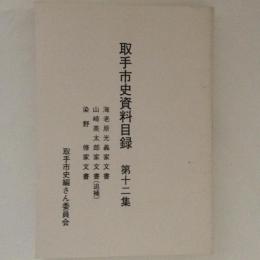 取手市史資料目録　第十二集
海老原光義家文書
山崎英太郎家文書(追補)
染野修家文書
取手市史編さん委員会